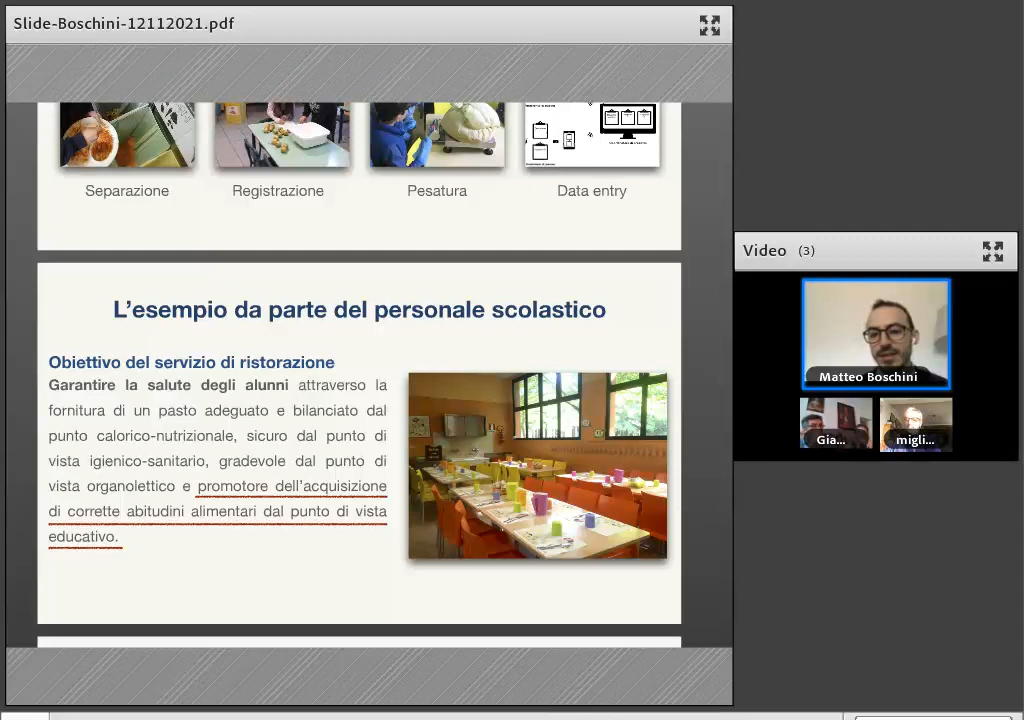 Slide-Boschini-12112021.pdf
Separazione
Registrazione
Pesatura
Data entry
L'esempio da parte del personale scolastico
Obiettivo del servizio di ristorazione
Garantire la salute degli alunni attraverso la
fornitura di un pasto adeguato e bilanciato dal
punto calorico-nutrizionale, sicuro dal punto di
vista igienico-sanitario, gradevole dal punto di
vista organolettico e promotore dell'acquisizione
di corrette abitudini alimentari dal punto di vista
educativo.
Video (3)
Matteo Boschini
Gia...
migli...